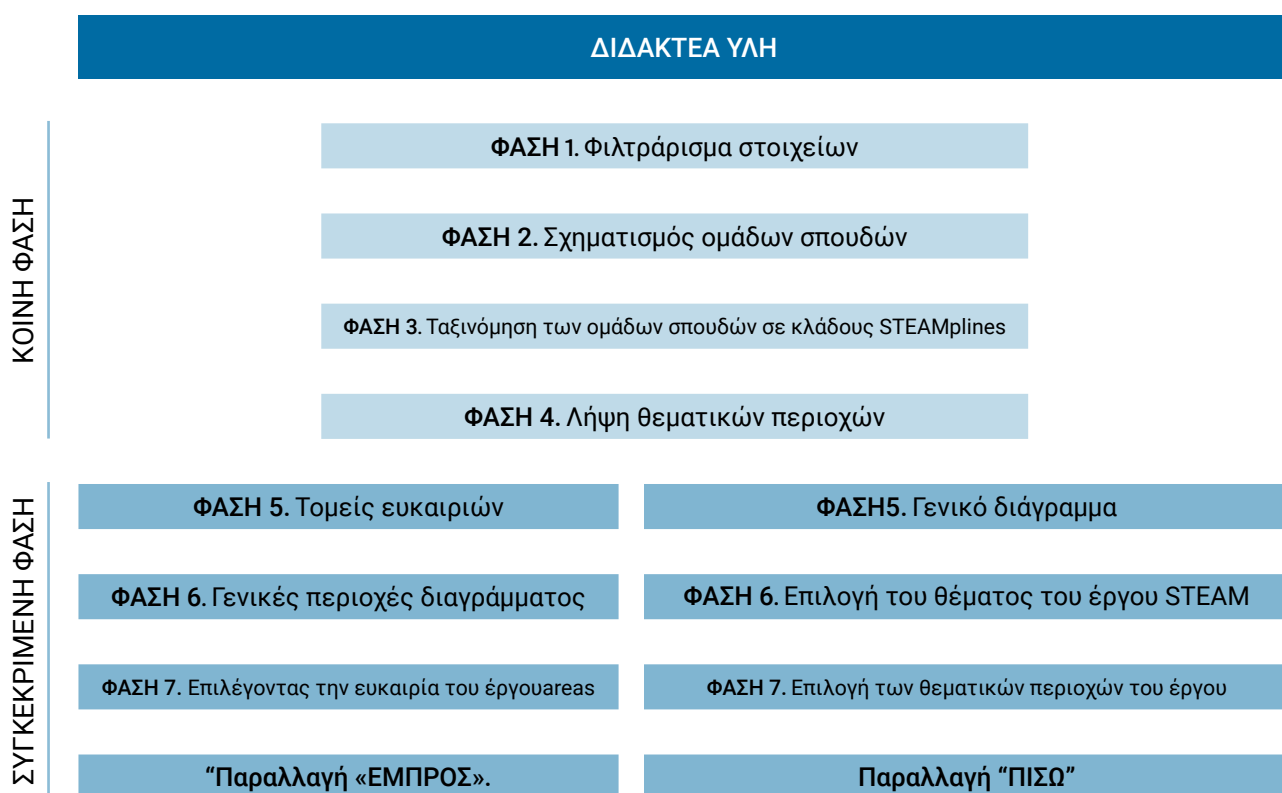 ΔΙΔΑΚΤΕΑ ΥΛΗ
ΚΟΙΝΗ ΦΑΣΗ
ΦΑΣΗ 1. Φιλτράρισμα στοιχείων
ΦΑΣΗ 2. Σχηματισμός ομάδων σπουδών
ΦΑΣΗ 3. Ταξινόμηση των ομάδων σπουδών σε κλάδους STEAMplines
ΦΑΣΗ 4. Λήψη θεματικών περιοχών
ΣΥΓΚΕΚΡΙΜΕΝΗ ΦΑΣΗ
ΦΑΣΗ 5. Τομείς ευκαιριών
ΦΑΣΗ 6. Γενικές περιοχές διαγράμματος
ΦΑΣΗ 7. Επιλέγοντας την ευκαιρία του έργουareas
“Παραλλαγή «ΕΜΠΡΟΣ».
ΦΑΣΗ5. Γενικό διάγραμμα
ΦΑΣΗ 6. Επιλογή του θέματος του έργου STEAM
ΦΑΣΗ 7. Επιλογή των θεματικών περιοχών του έργου
Παραλλαγή “ΠΙΣΩ”